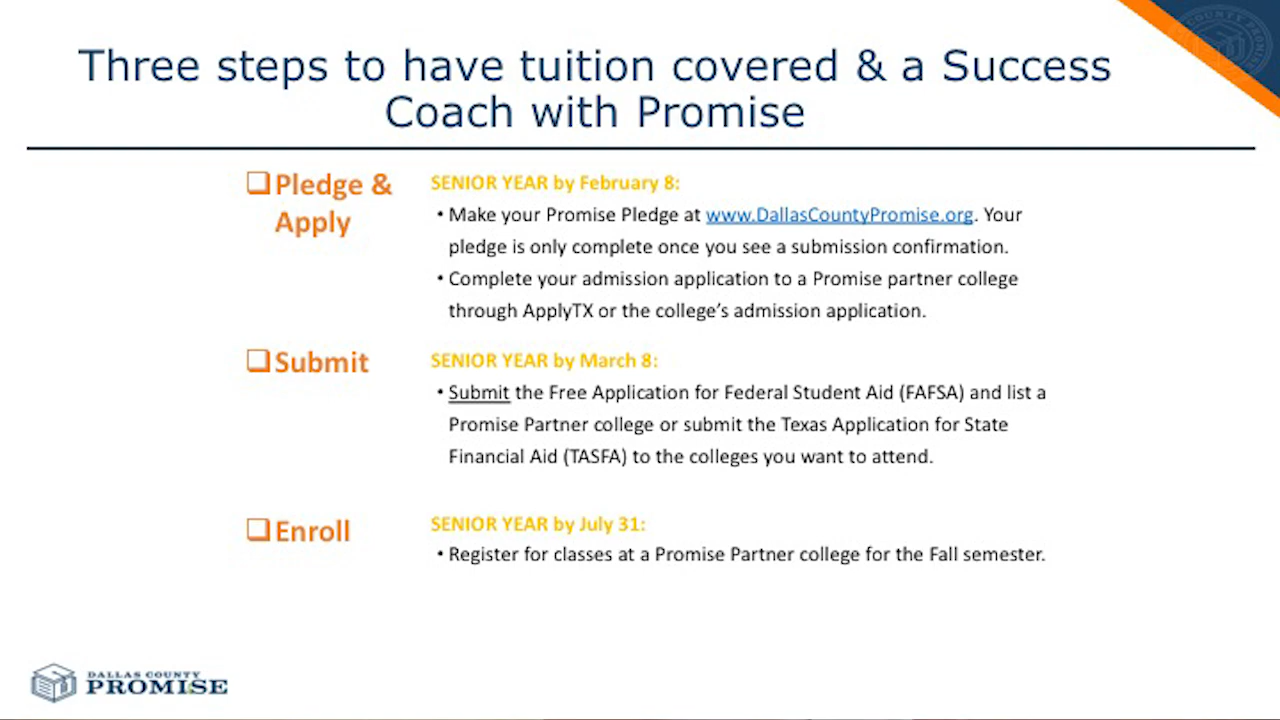 Three steps to have tuition covered & a Success
Coach with Promise
Pledge &
Apply
SENIOR YEAR by February 8:
• Make your Promise Pledge at www.DallasCountyPromise.org. Your
pledge is only complete once you see a submission confirmation.
• Complete your admission application to a Promise partner college
through ApplyTX or the college's admission application.
Submit
SENIOR YEAR by March 8:
• Submit the Free Application for Federal Student Aid (FAFSA) and list a
Promise Partner college or submit the Texas Application for State
Financial Aid (TASFA) to the colleges you want to attend.
Enroll
SENIOR YEAR by July 31:
• Register for classes at a Promise Partner college for the Fall semester.
DALLAS COUNTY
PROMISE